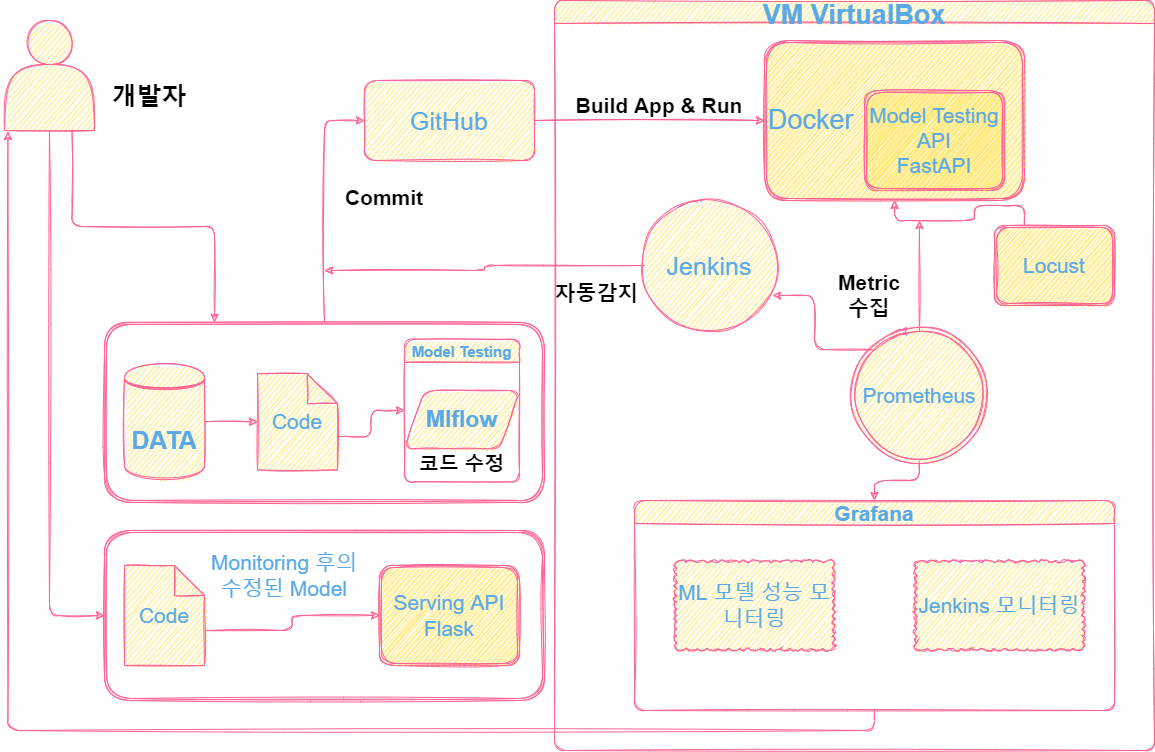 VM VirtualBox
개발자
GitHub
Build App & Run
Docker
Model Testing
API
FastAPI
Commit
Jenkins
자동감지
Metric
수집
Locust
Prometheus
Model Testing
DATA
Code
Mlflow
코드 수정
Grafana
ML 모델 성능 모
니터링
Jenkins 모니터링
Monitoring 후의
수정된 Model
Code
Serving API
Flask